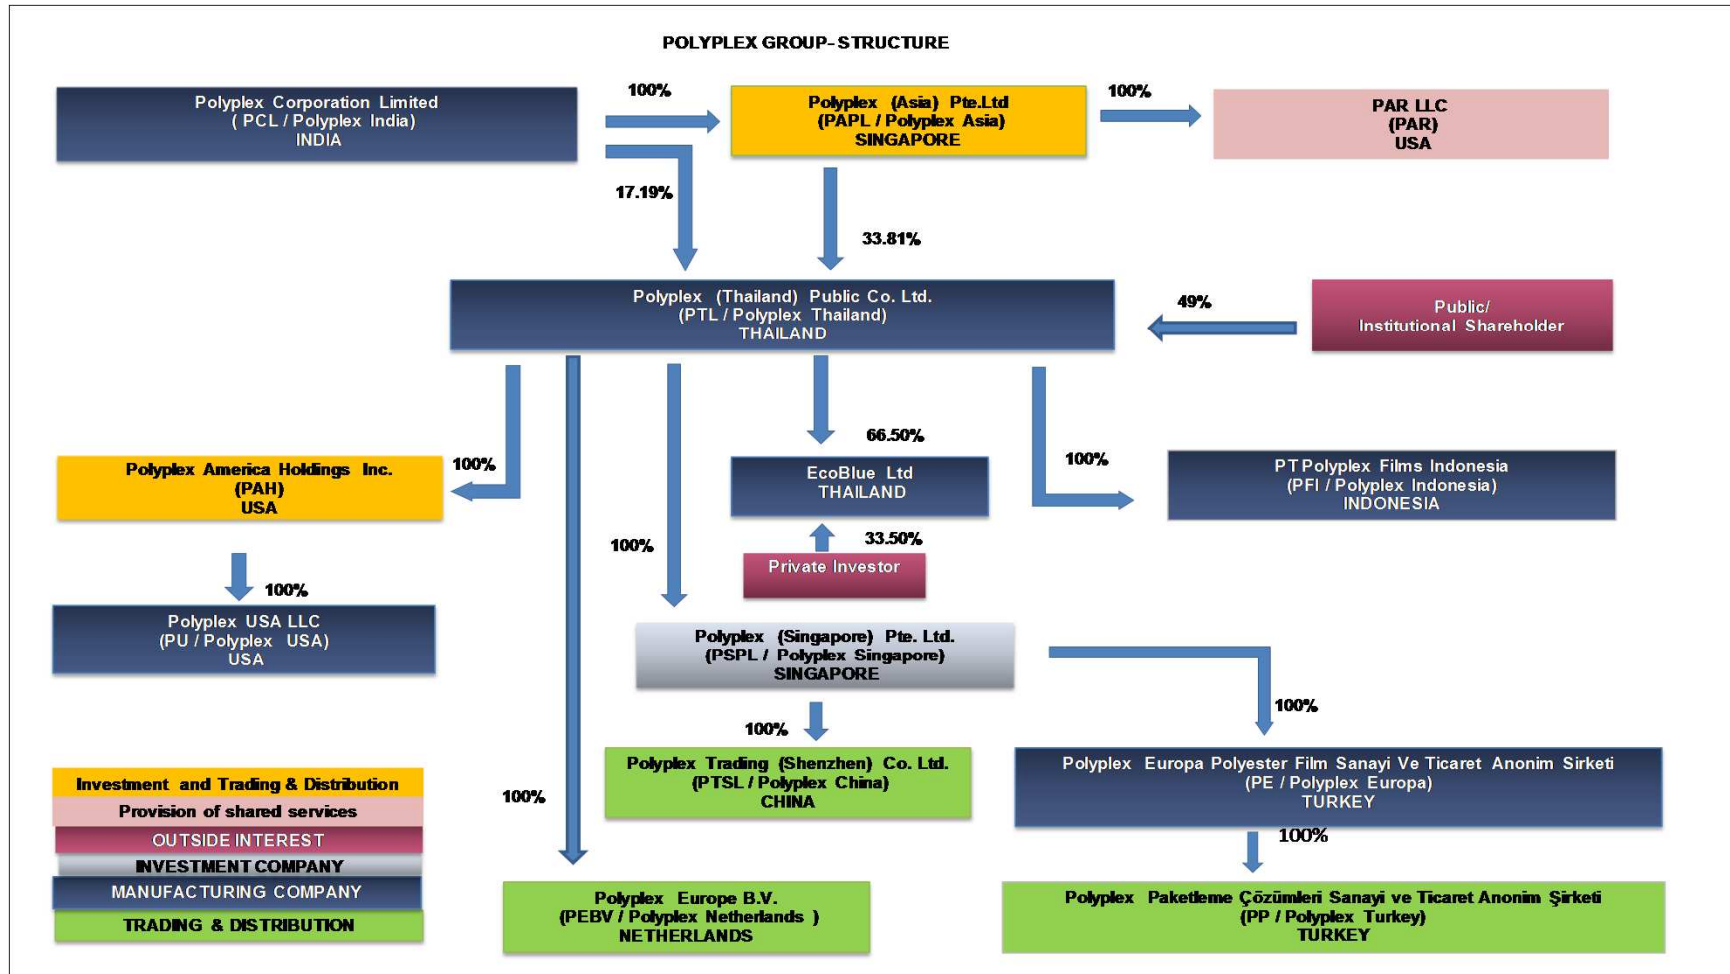 POLYPLEX GROUP- STRUCTURE
Polyplex Corporation Limited
( PCL / Polyplex India)
INDIA
100%
Polyplex (Asia) Pte.Ltd
(PAPL / Polyplex Asia)
SINGAPORE
100%
PAR LLC
(PAR)
USA
17.19%
33.81%
Polyplex (Thailand) Public Co. Ltd.
(PTL / Polyplex Thailand)
THAILAND
49%
Public/
Institutional Shareholder
66.50%
Polyplex America Holdings Inc.
(PAH)
USA
100%
EcoBlue Ltd
THAILAND
100%
PT Polyplex Films Indonesia
(PFI / Polyplex Indonesia)
INDONESIA
100%
33.50%
Private Investor
100%
Polyplex USA LLC
(PU / Polyplex USA)
USA
Polyplex (Singapore) Pte. Ltd.
(PSPL / Polyplex Singapore)
SINGAPORE
100%
100%
Polyplex Trading (Shenzhen) Co. Ltd.
(PTSL / Polyplex China)
CHINA
Polyplex Europa Polyester Film Sanayi Ve Ticaret Anonim Sirketi
(PE / Polyplex Europa)
TURKEY
100%
100%
Investment and Trading & Distribution
Provision of shared services
OUTSIDE INTEREST
INVESTMENT COMPANY
MANUFACTURING COMPANY
TRADING & DISTRIBUTION
Polyplex Europe B.V.
(PEBV / Polyplex Netherlands )
NETHERLANDS
Polyplex Paketleme Çözümleri Sanayi ve Ticaret Anonim Şirketi
(PP / Polyplex Turkey)
TURKEY